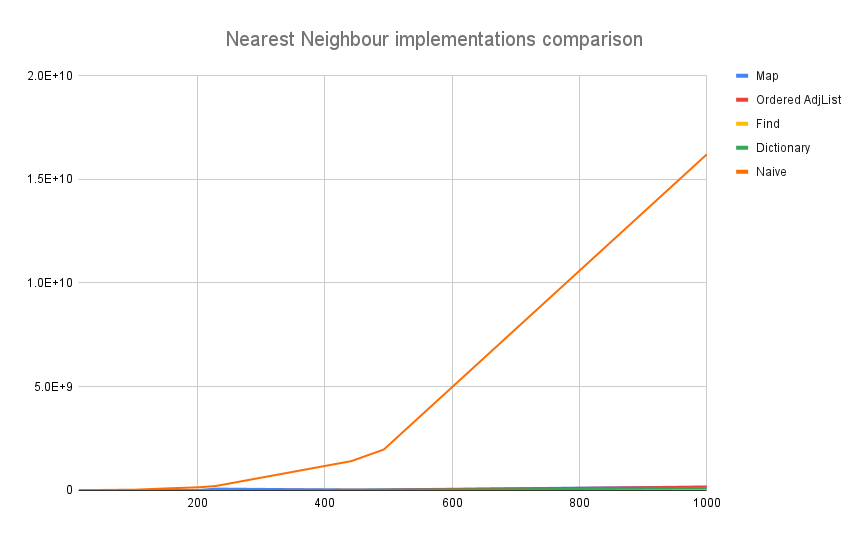 Nearest Neighbour implementations comparison
2.0E+10
1.5E+10
1.0E+10
5.0E+9
0
200 400 600 800 1000
Map
Ordered AdjList
Find
Dictionary
Naive